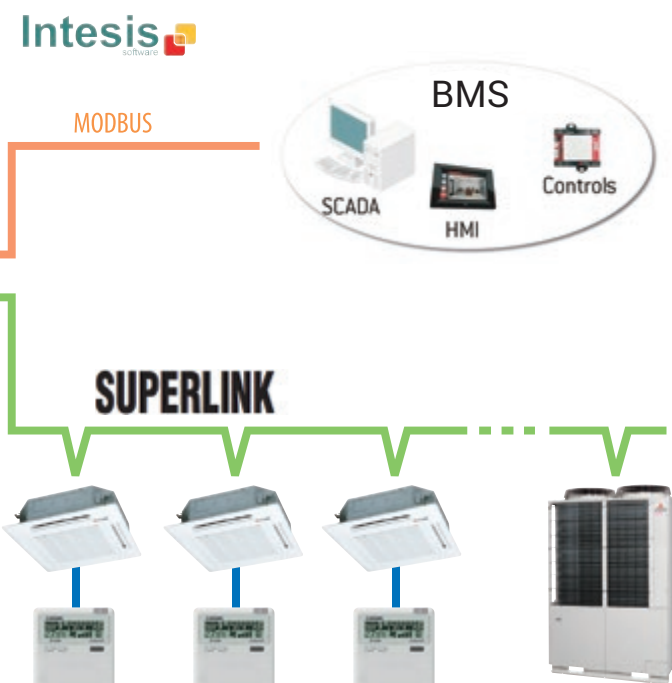 Intesis
software
BMS
MODBUS
Controls
SCADA
HMI
SUPERLINK